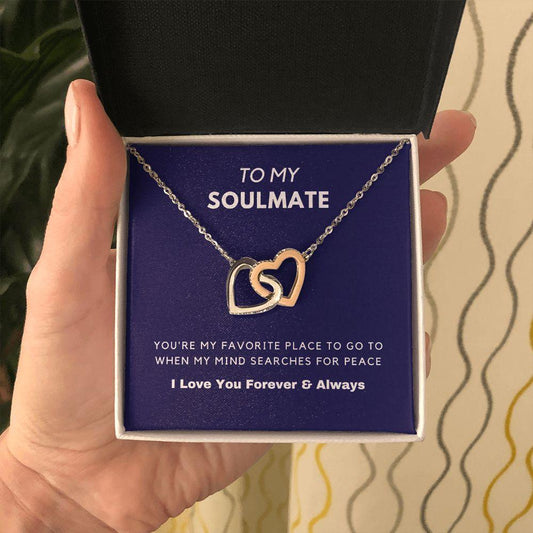 TO MY
SOULMATE
YOU'RE MY FAVORITE PLACE TO GO TO
WHEN MY MIND SEARCHES FOR PEACE
I Love You Forever & Always